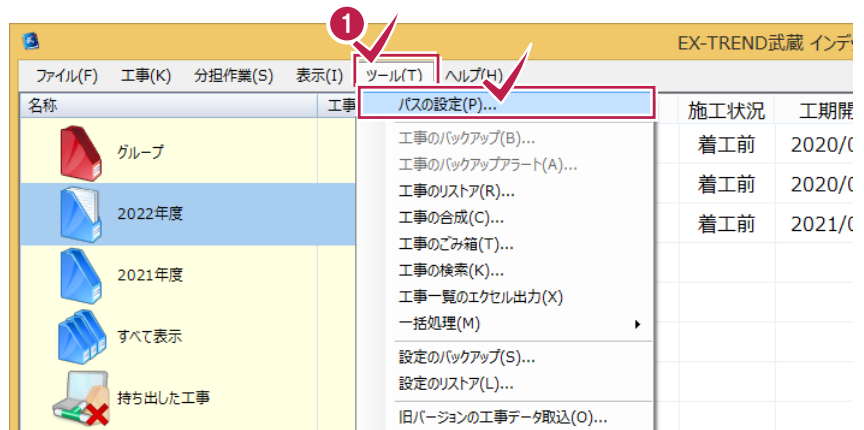 1
EX-TREND武蔵 インデ
ファイル(F) 工事(K) 分担作業(S) 表示(I) ツール(T) ヘルプ(H)
名称 工事 施工状況 工期開
パスの設定(P)...
工事のバックアップ(B)...
工事のバックアップアラート(A)...
工事のリストア(R)...
工事の合成(C)...
工事のごみ箱(T)...
工事の検索(K)...
工事一覧のエクセル出力(X)
一括処理(M)
設定のバックアップ(S)...
設定のリストア(L)...
旧バージョンの工事データ取込(O)...
グループ
2022年度
2021年度
すべて表示
持ち出した工事
着工前 2020/0
着工前 2020/0
着工前 2021/0